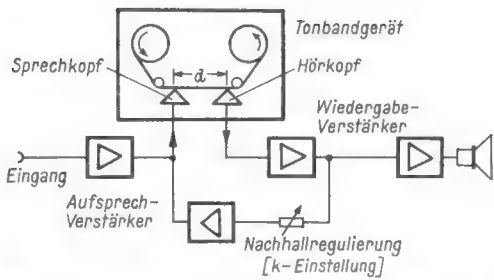 Tonbandgerät
Sprechkopf
d
Hörkopf
Wiedergabe-
Verstärker
Eingang
Aufsprech-
Verstärker
Nachhallregulierung
[k-Einstellung]